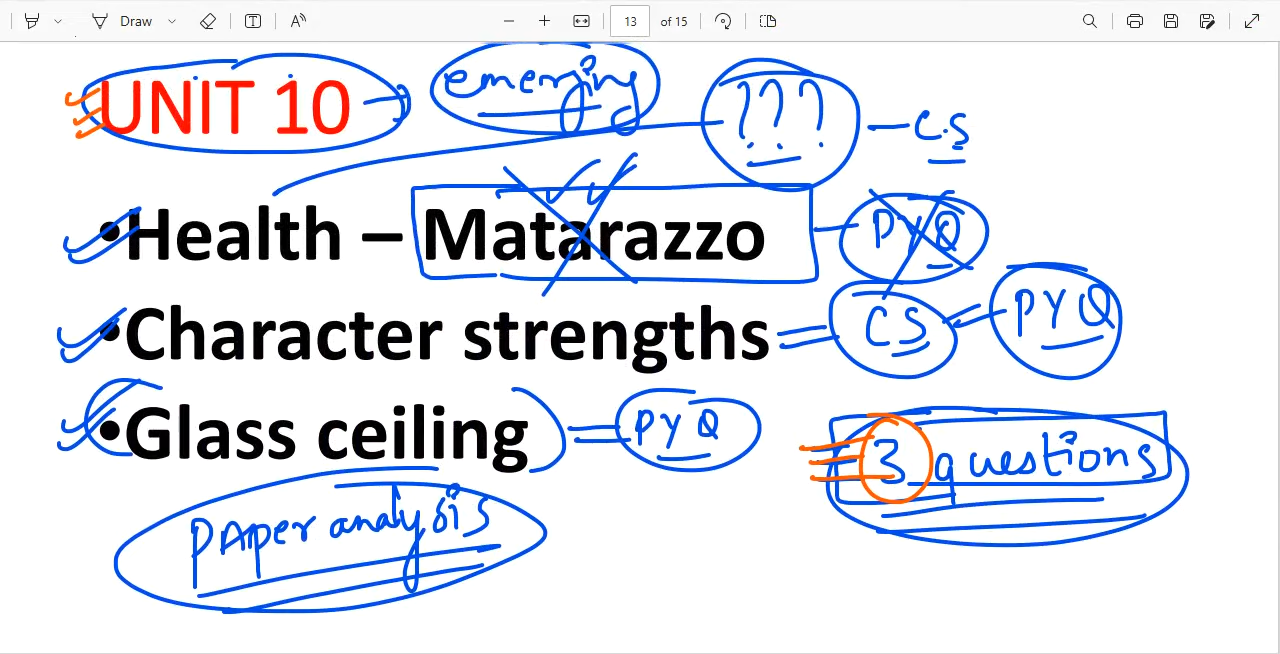 Draw 13 of 15
UNIT 10 emerging ??? - C.S
•Health – Matarazzo - PYQ
•Character strengths = CS = PYQ
•Glass ceiling = PYQ
3 questions
PAper analysis